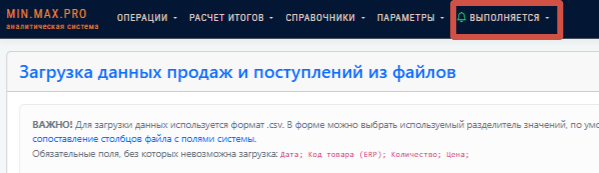 MIN.MAX.PRO
аналитическая система
ОПЕРАЦИИ РАСЧЕТ ИТОГОВ СПРАВОЧНИКИ ПАРАМЕТРЫ ВЫПОЛНЯЕТСЯ
Загрузка данных продаж и поступлений из файлов
ВАЖНО! Для загрузки данных используется формат .csv. В форме можно выбрать используемый разделитель значений, по
сопоставление столбцов файла с полями системы.
Обязательные поля, без которых невозможна загрузка: Дата; Код товара (ERP); Количество; Цена;